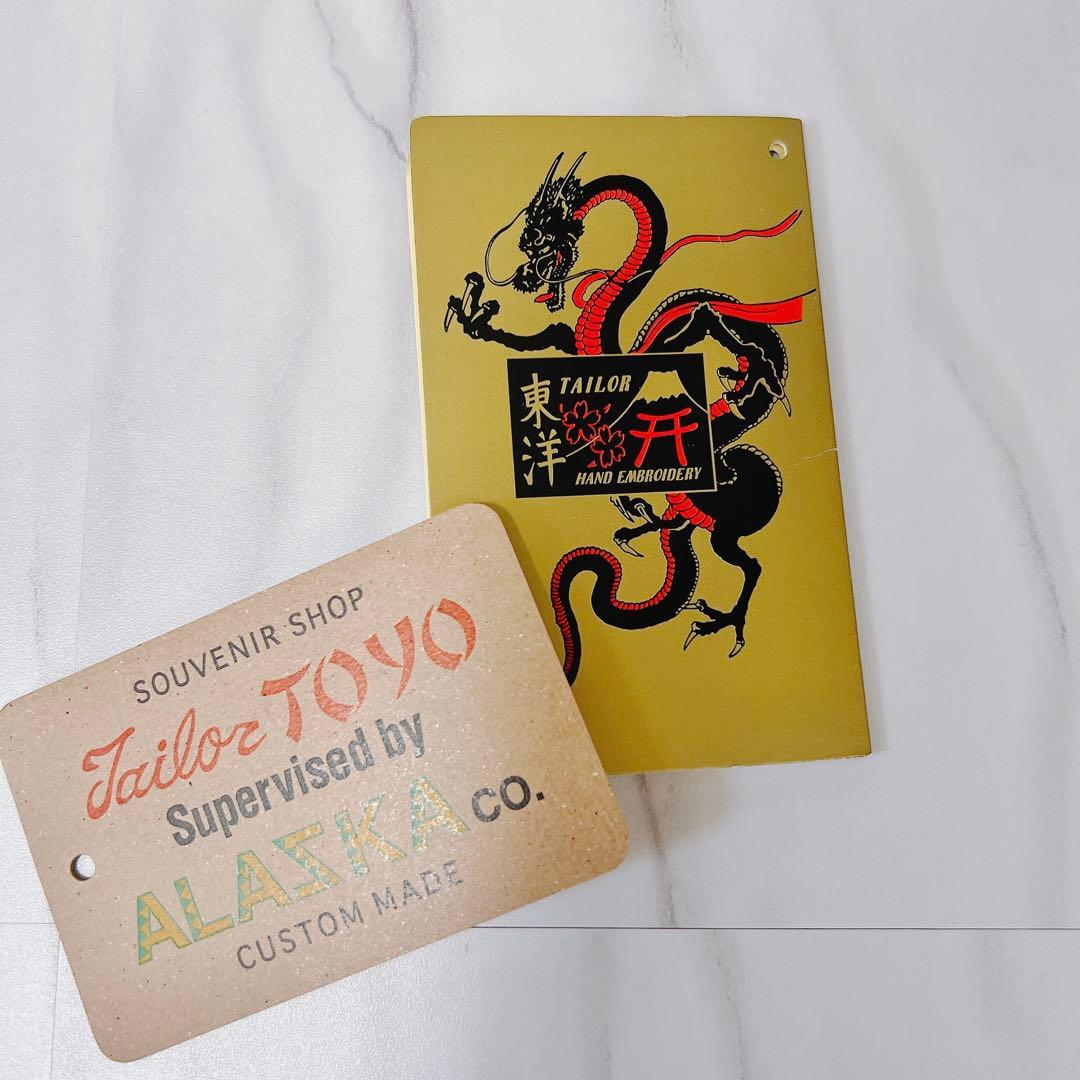 東洋
TAILOR
HAND EMBROIDERY
SOUVENIR SHOP
Tailor TOYO
Supervised by
ALASKA CO.
CUSTOM MADE